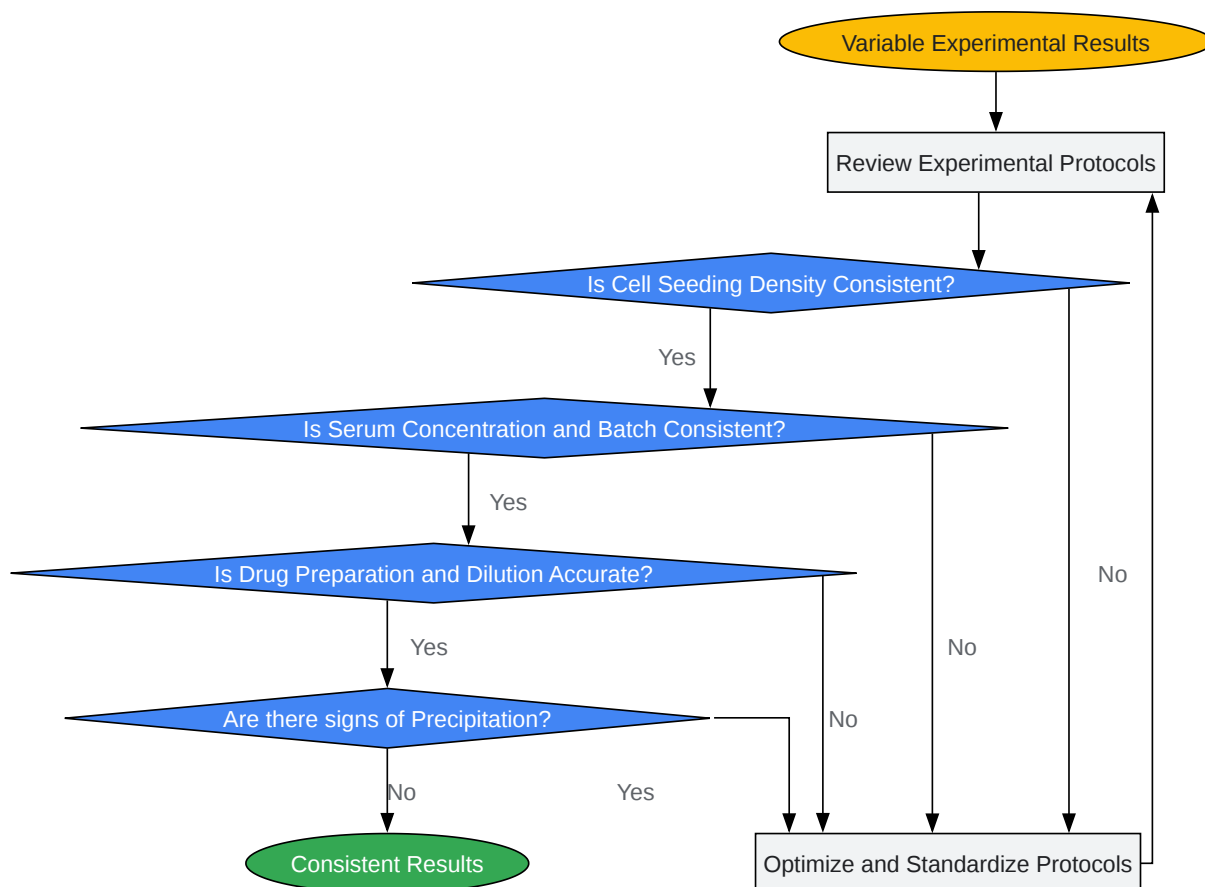 Variable Experimental Results
Review Experimental Protocols
Is Cell Seeding Density Consistent?
Yes
Is Serum Concentration and Batch Consistent?
Yes
Is Drug Preparation and Dilution Accurate?
No
Yes
No
Are there signs of Precipitation?
No
No
Yes
Consistent Results
Optimize and Standardize Protocols